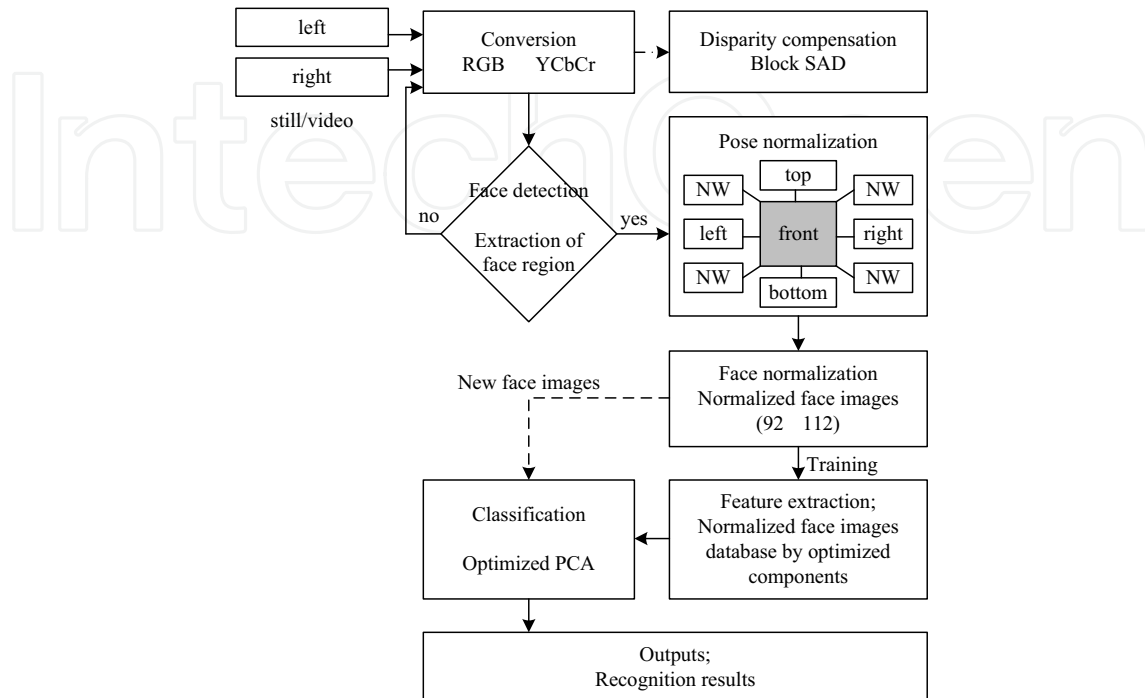 left
right
still/video
Conversion
RGB YCbCr
Disparity compensation
Block SAD
Face detection
Extraction of
face region
no
yes
Pose normalization
top
NW
NW
left
front
right
NW
NW
bottom
Face normalization
Normalized face images
(92 112)
New face images
Training
Classification
Optimized PCA
Feature extraction;
Normalized face images
database by optimized
components
Outputs;
Recognition results
IntechOpen